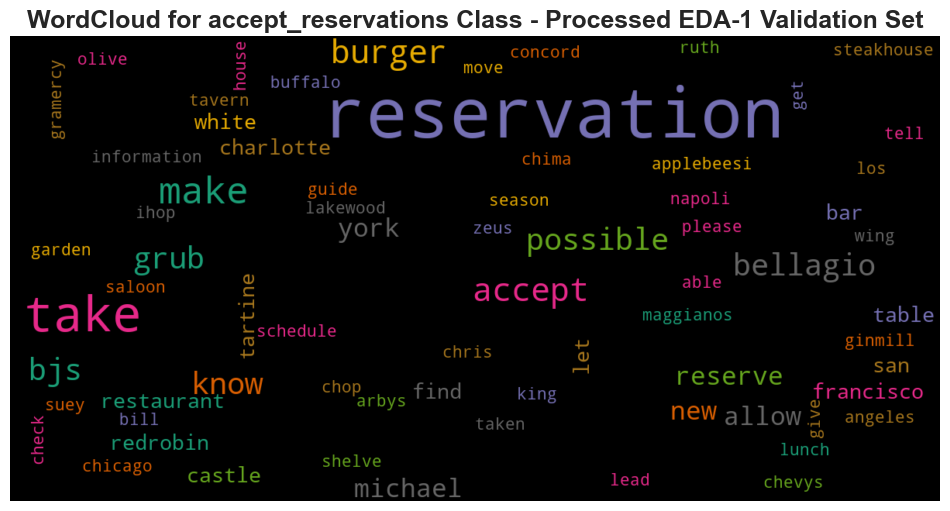 WordCloud for accept_reservations Class - Processed EDA-1 Validation Set
olive
house
burger
concord
ruth
steakhouse
move
gramercy
buffalo
get
tavern
reservation
white
tell
charlotte
information
chima
applebeesi
los
make
guide
season
napoli
ihop
lakewood
york
zeus
please
bar
wing
garden
grub
possible
bellagio
saloon
accept
able
take
tartine
maggianos
table
schedule
ginmill
bjs
chris
let
san
know
chop
find
king
reserve
francisco
suey
restaurant
arbys
new
allow
give
angeles
check
bill
taken
redrobin
lunch
chicago
castle
shelve
michael
lead
chevys